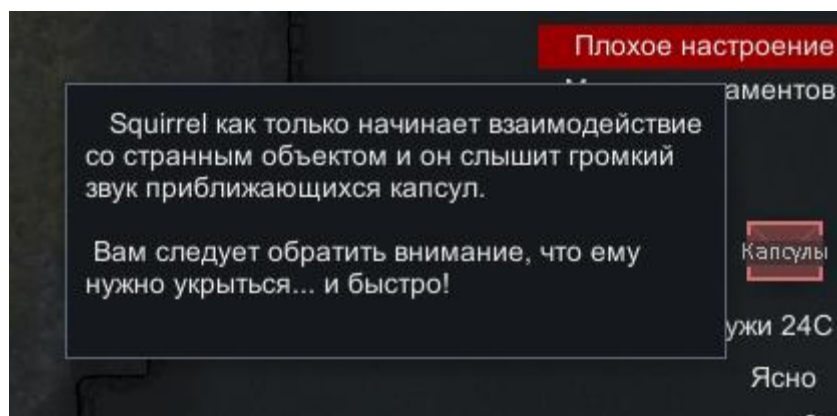 Плохое настроение
аментов
Squirrel как только начинает взаимодействие
со странным объектом и он слышит громкий
звук приближающихся капсул.
Вам следует обратить внимание, что ему
нужно укрыться... и быстро!
Капсулы
ужи 24C
Ясно